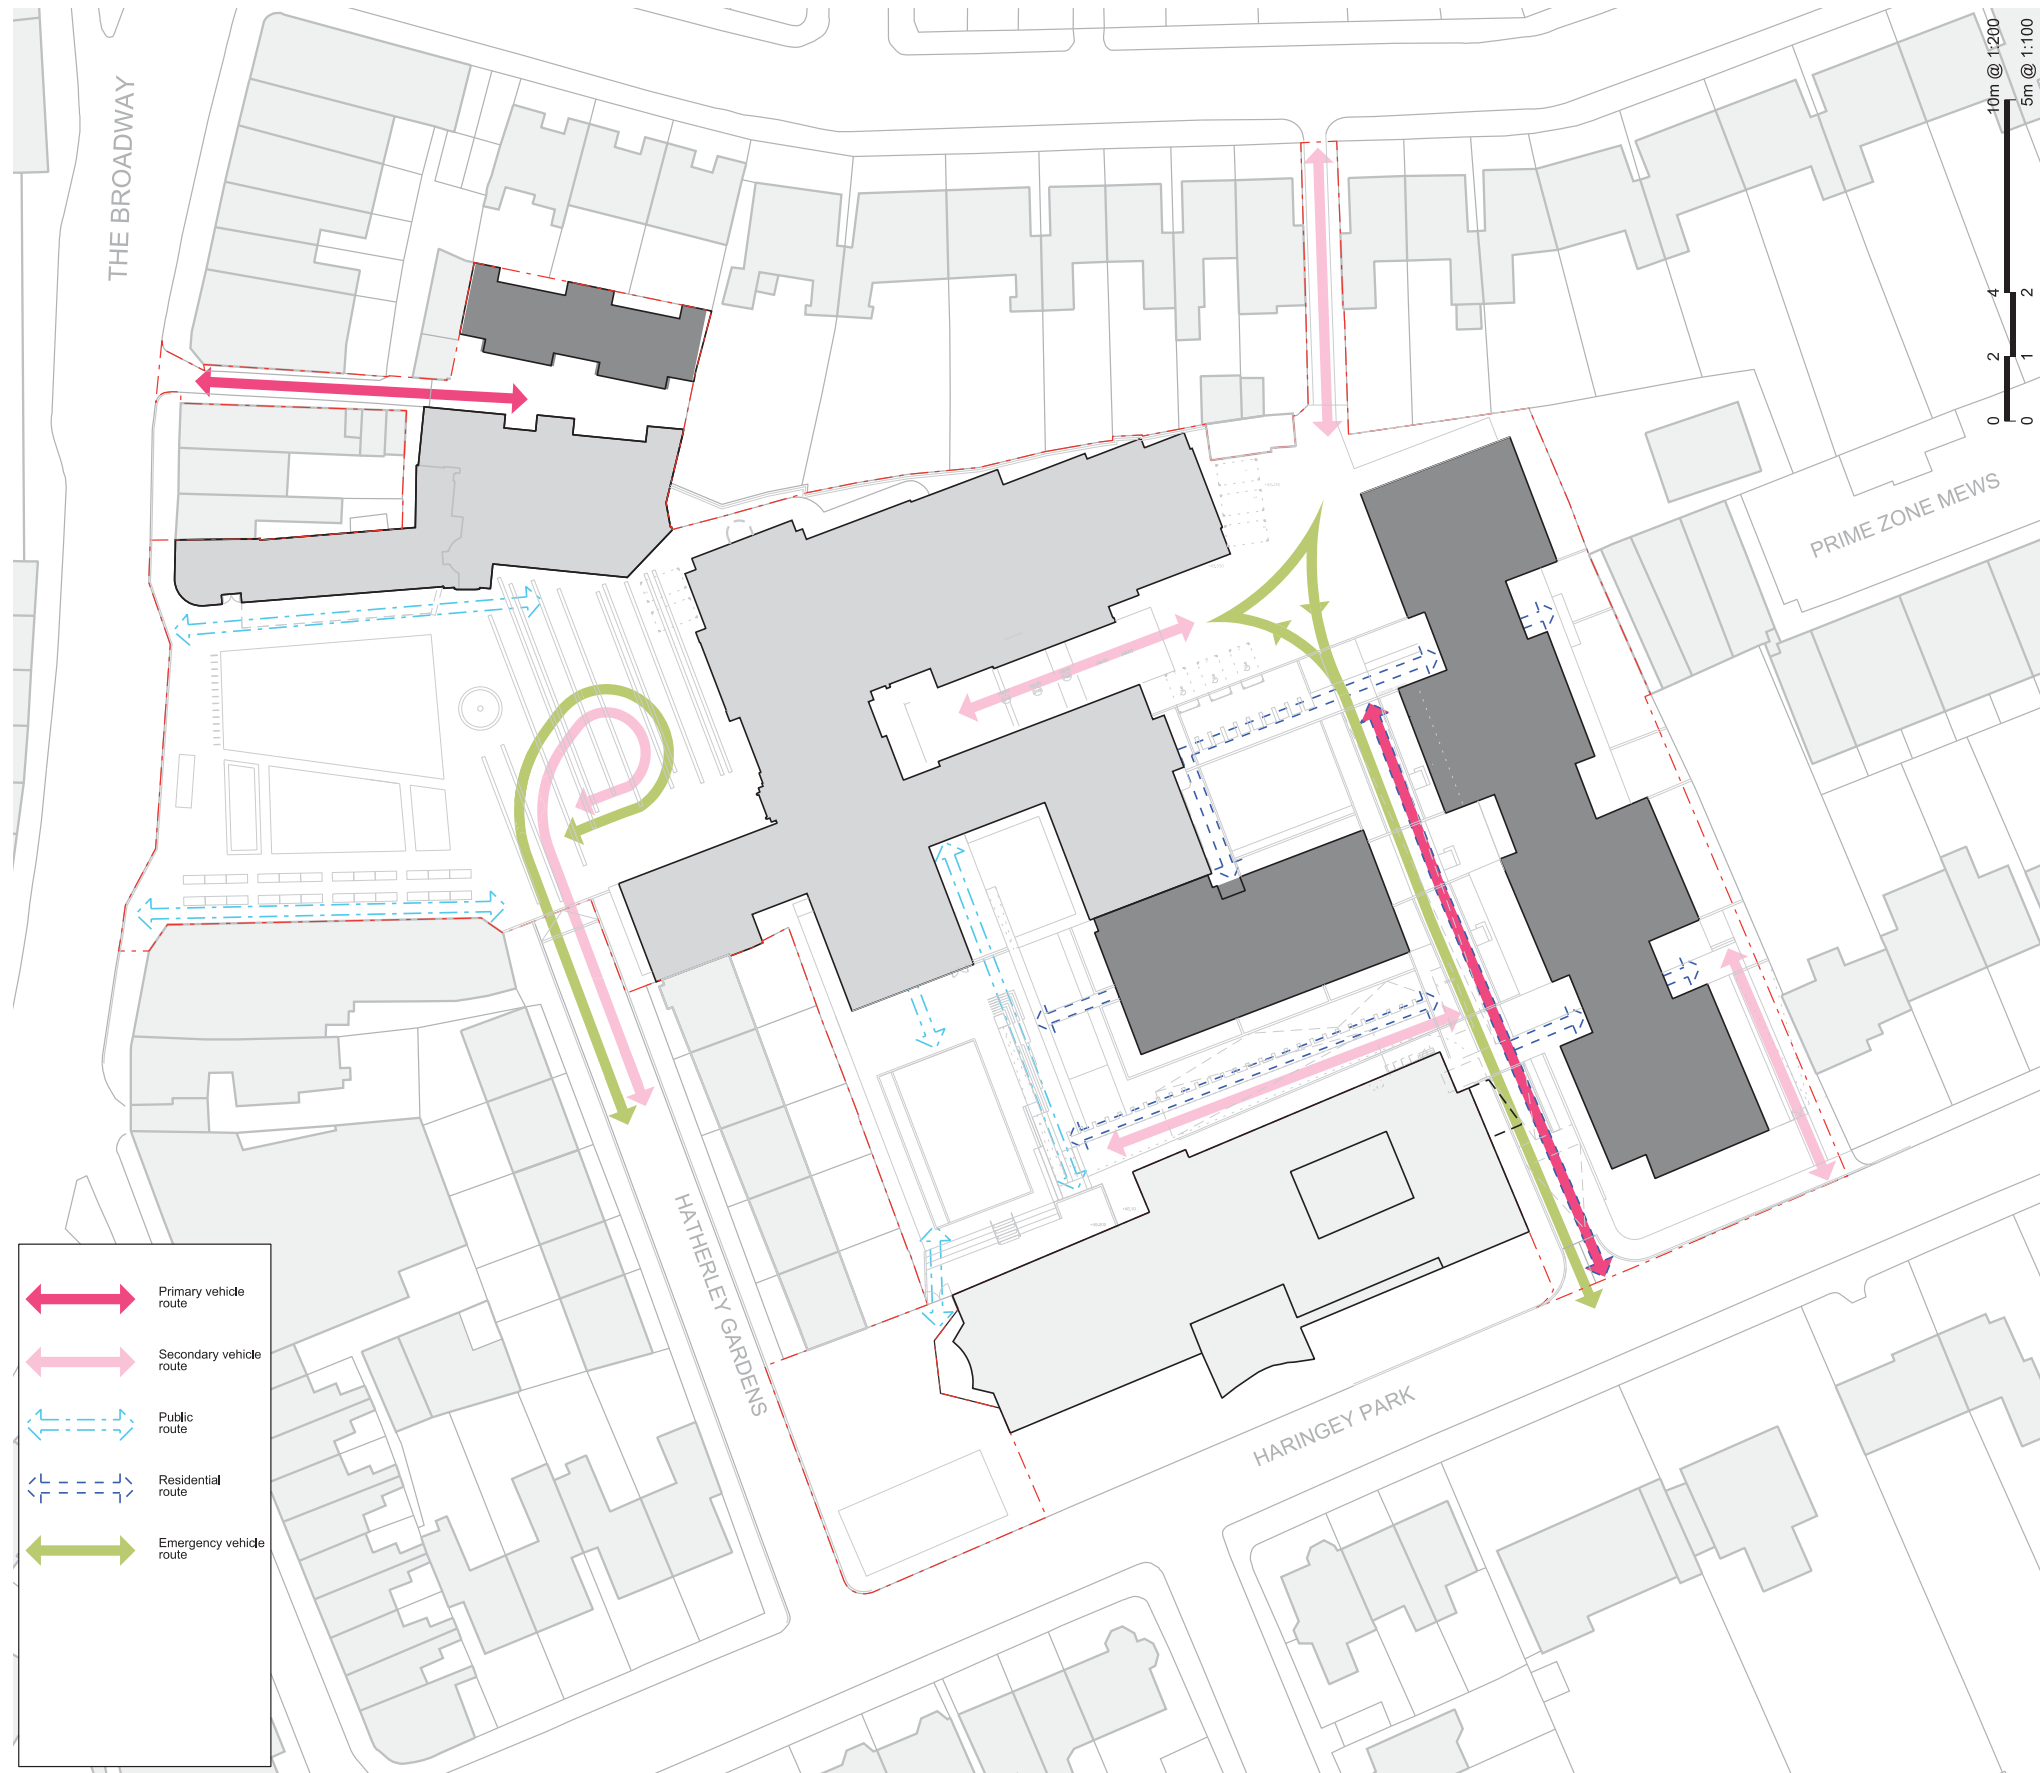 THE BROADWAY
10m @ 1:200
5m @ 1:100
4
2
2
1
0
0
PRIME ZONE MEWS
HATHERLEY GARDENS
HARINGEY PARK
Primary vehicle
route
Secondary vehicle
route
Public
route
Residential
route
Emergency vehicle
route